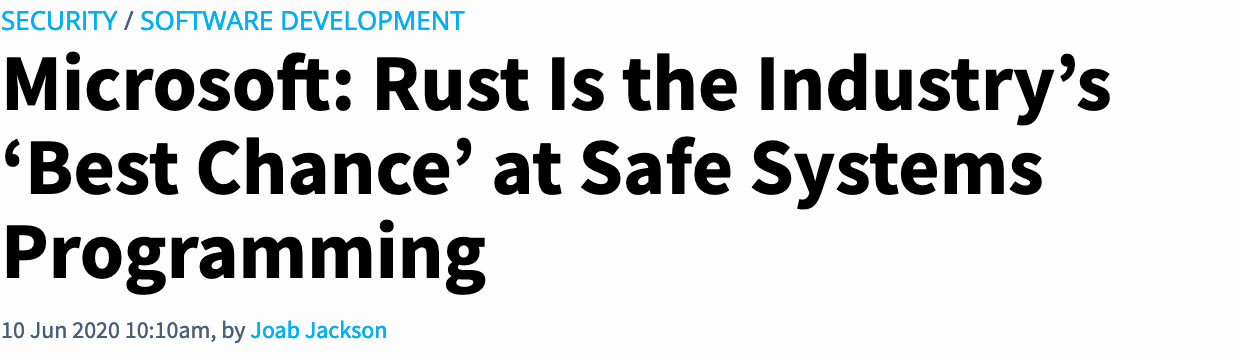 SECURITY / SOFTWARE DEVELOPMENT
Microsoft: Rust Is the Industry’s
‘Best Chance’ at Safe Systems
Programming
10 Jun 2020 10:10am, by Joab Jackson